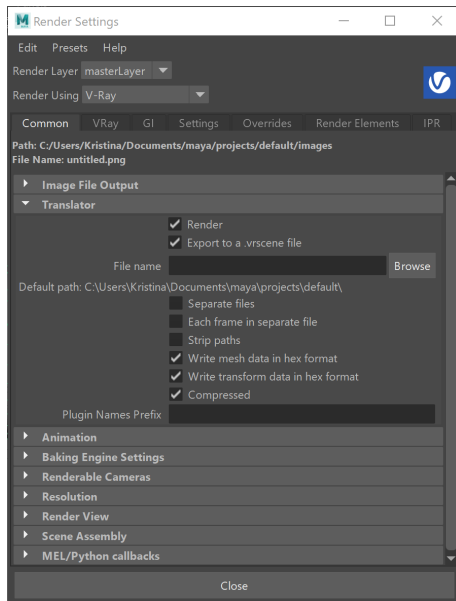 Render Settings
Edit Presets Help
Render Layer masterLayer
Render Using V-Ray
Common VRay GI Settings Overrides Render Elements IPR
Path: C:/Users/Kristina/Documents/maya/projects/default/images
File Name: untitled.png
Image File Output
Translator
Render
Export to a .vrscene file
File name Browse
Default path: C:\Users\Kristina\Documents\maya\projects\default\
Separate files
Each frame in separate file
Strip paths
Write mesh data in hex format
Write transform data in hex format
Compressed
Plugin Names Prefix
Animation
Baking Engine Settings
Renderable Cameras
Resolution
Render View
Scene Assembly
MEL/Python callbacks
Close